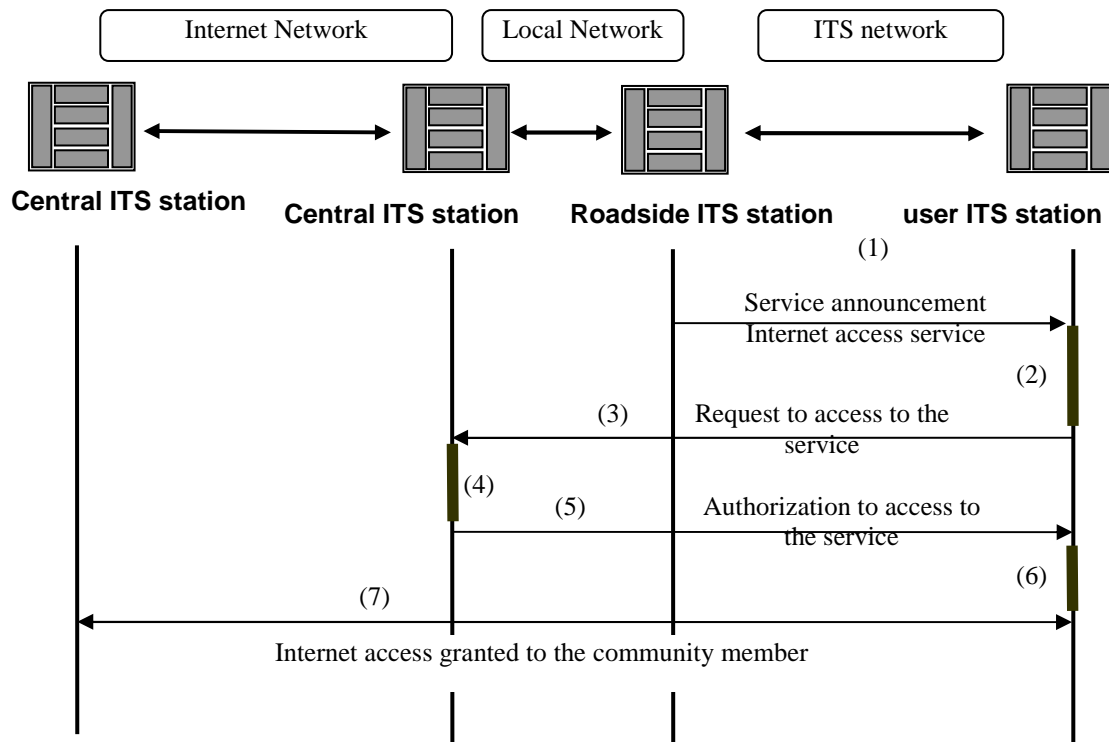 Internet Network
Local Network
ITS network
Central ITS station
Central ITS station
Roadside ITS station
user ITS station
(1)
Service announcement
Internet access service
(2)
(3)
Request to access to the
service
(4)
(5)
Authorization to access to
the service
(6)
(7)
Internet access granted to the community member